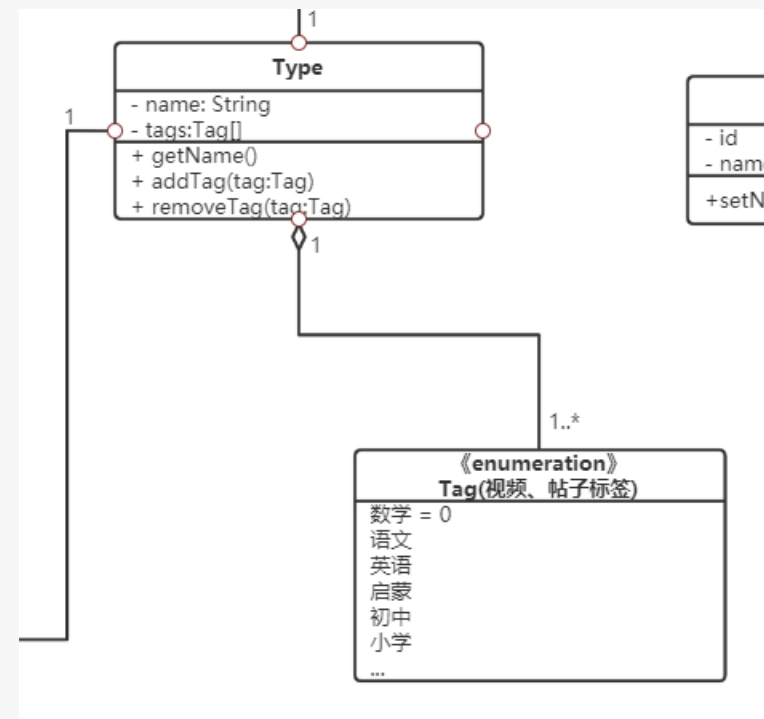 1
Type
- name: String
- tags:Tag[]
+ getName()
+ addTag(tag:Tag)
+ removeTag(tag:Tag)
1
1
- id
- nam
+setN
1..*
《enumeration》
Tag(视频、帖子标签)
数学 = 0
语文
英语
启蒙
初中
小学
...